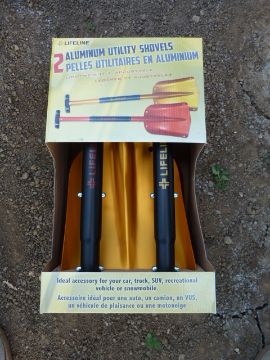 LIFELINE
2 ALUMINUM UTILITY SHOVELS
PELLES UTILITAIRES EN ALUMINIUM
LIFELINE
LIFELINE
Ideal accessory for your car, truck, SUV, recreational
vehicle or snowmobile.
Accessoire idéal pour une auto, un camion, un VUS,
un véhicule de plaisance ou une motoneige